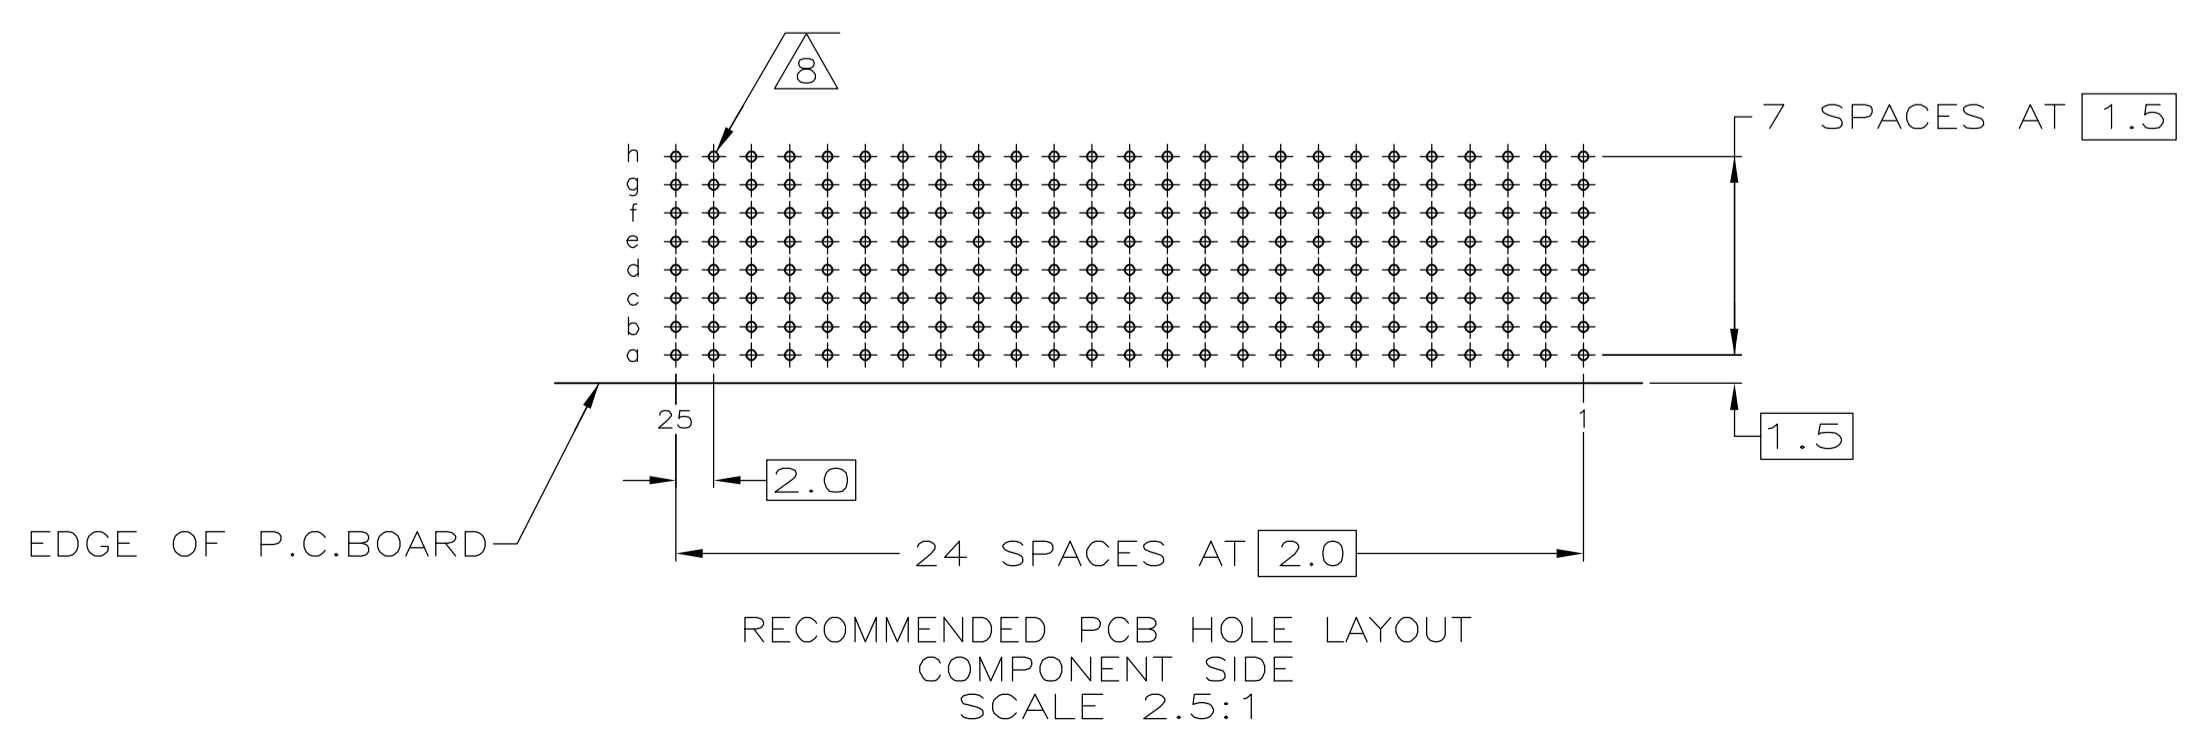 8
7 SPACES AT 1.5
h
g
f
e
d
c
b
a
25
1
1.5
2.0
EDGE OF P.C.BOARD
24 SPACES AT 2.0
RECOMMENDED PCB HOLE LAYOUT
COMPONENT SIDE
SCALE 2.5:1